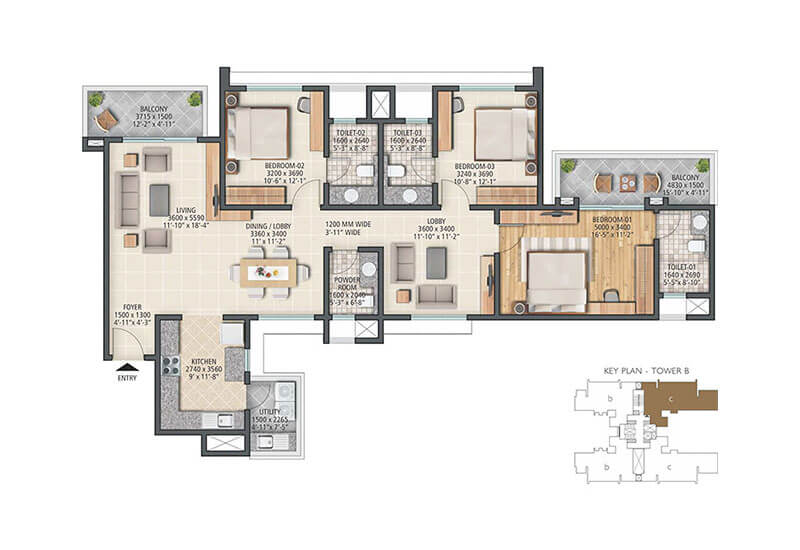 BALCONY
3715 x 1500
12'-2" x 4'-11"
LIVING
3600 x 5590
11'-10" x 18'-4"
FOYER
1500 x 1300
4'-11"x 4'-3"
ENTRY
BEDROOM-02
3200 x 3690
10'-6" x 12'-1"
TOILET-02
1600 x 2640
5'-3" x 8'-8"
TOILET-03
1600 x 2640
5'-3" x 8'-8"
BEDROOM-03
3240 x 3690
10'-8" x 12'-1"
DINING / LOBBY
3360 x 3400
11' x 11'-2"
1200 MM WIDE
3'-11" WIDE
LOBBY
3600 x 3400
11'-10" x 11'-2"
POWDER
ROOM
1600 x 2040
5'-3" x 6'-8"
BALCONY
4830 x 1500
15'-10" x 4'-11"
BEDROOM-01
5000 x 3400
16'-5" x 11'-2"
TOILET-01
1640 x 2690
5'-5"x 8'-10"
KITCHEN
2740 x 3560
9' x 11'-8"
UTILITY
1500 x 2265
4'-11"x 7'-5"
KEY PLAN - TOWER B
b
c
b
c